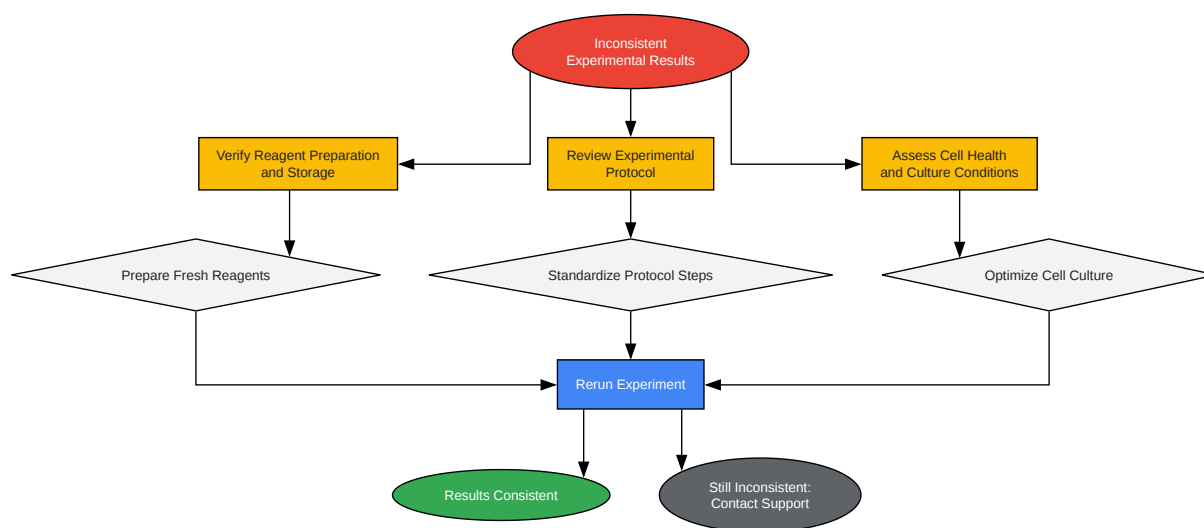 Inconsistent
Experimental Results
Verify Reagent Preparation
and Storage
Review Experimental
Protocol
Assess Cell Health
and Culture Conditions
Prepare Fresh Reagents
Standardize Protocol Steps
Optimize Cell Culture
Rerun Experiment
Results Consistent
Still Inconsistent:
Contact Support